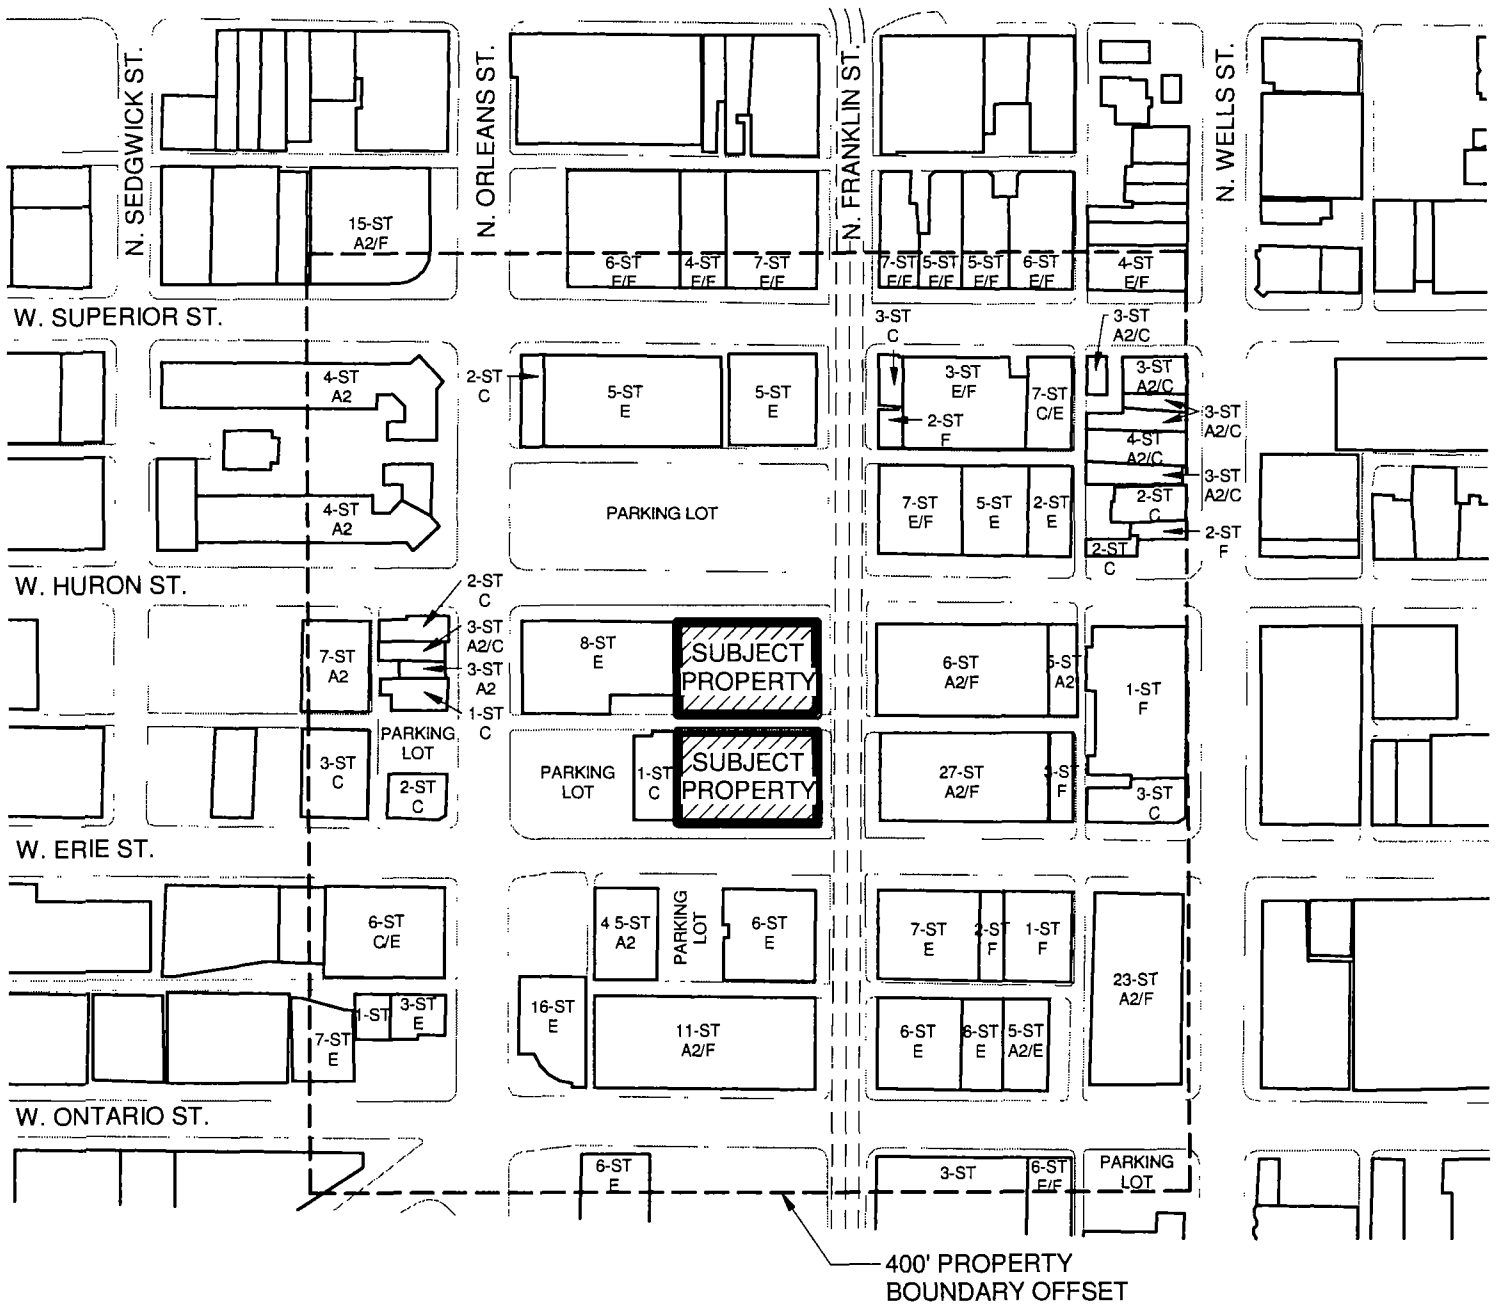 N. SEDGWICK ST.
N. ORLEANS ST.
N. FRANKLIN ST.
N. WELLS ST.
15-ST
A2/F
6-ST
E/F
4-ST
E/F
7-ST
E/F
7-ST
E/F
5-ST
E/F
5-ST
E/F
6-ST
E/F
4-ST
E/F
W. SUPERIOR ST.
4-ST
A2
2-ST
C
5-ST
E
5-ST
E
3-ST
C
3-ST
E/F
2-ST
F
7-ST
C/E
3-ST
A2/C
3-ST
A2/C
3-ST
A2/C
4-ST
A2/C
3-ST
A2/C
4-ST
A2
PARKING LOT
7-ST
E/F
5-ST
E
2-ST
E
2-ST
C
2-ST
F
2-ST
C
W. HURON ST.
7-ST
A2
2-ST
C
3-ST
A2/C
3-ST
A2
1-ST
C
8-ST
E
SUBJECT
PROPERTY
6-ST
A2/F
5-ST
A2
1-ST
F
3-ST
C
PARKING
LOT
2-ST
C
PARKING
LOT
1-ST
C
SUBJECT
PROPERTY
27-ST
A2/F
-ST
F
3-ST
C
W. ERIE ST.
6-ST
C/E
4 5-ST
A2
PARKING
LOT
6-ST
E
7-ST
E
2-ST
F
1-ST
F
23-ST
A2/F
7-ST
E
1-ST
3-ST
E
16-ST
E
11-ST
A2/F
6-ST
E
6-ST
E
5-ST
A2/E
W. ONTARIO ST.
6-ST
E
3-ST
6-ST
E/F
PARKING
LOT
400' PROPERTY
BOUNDARY OFFSET